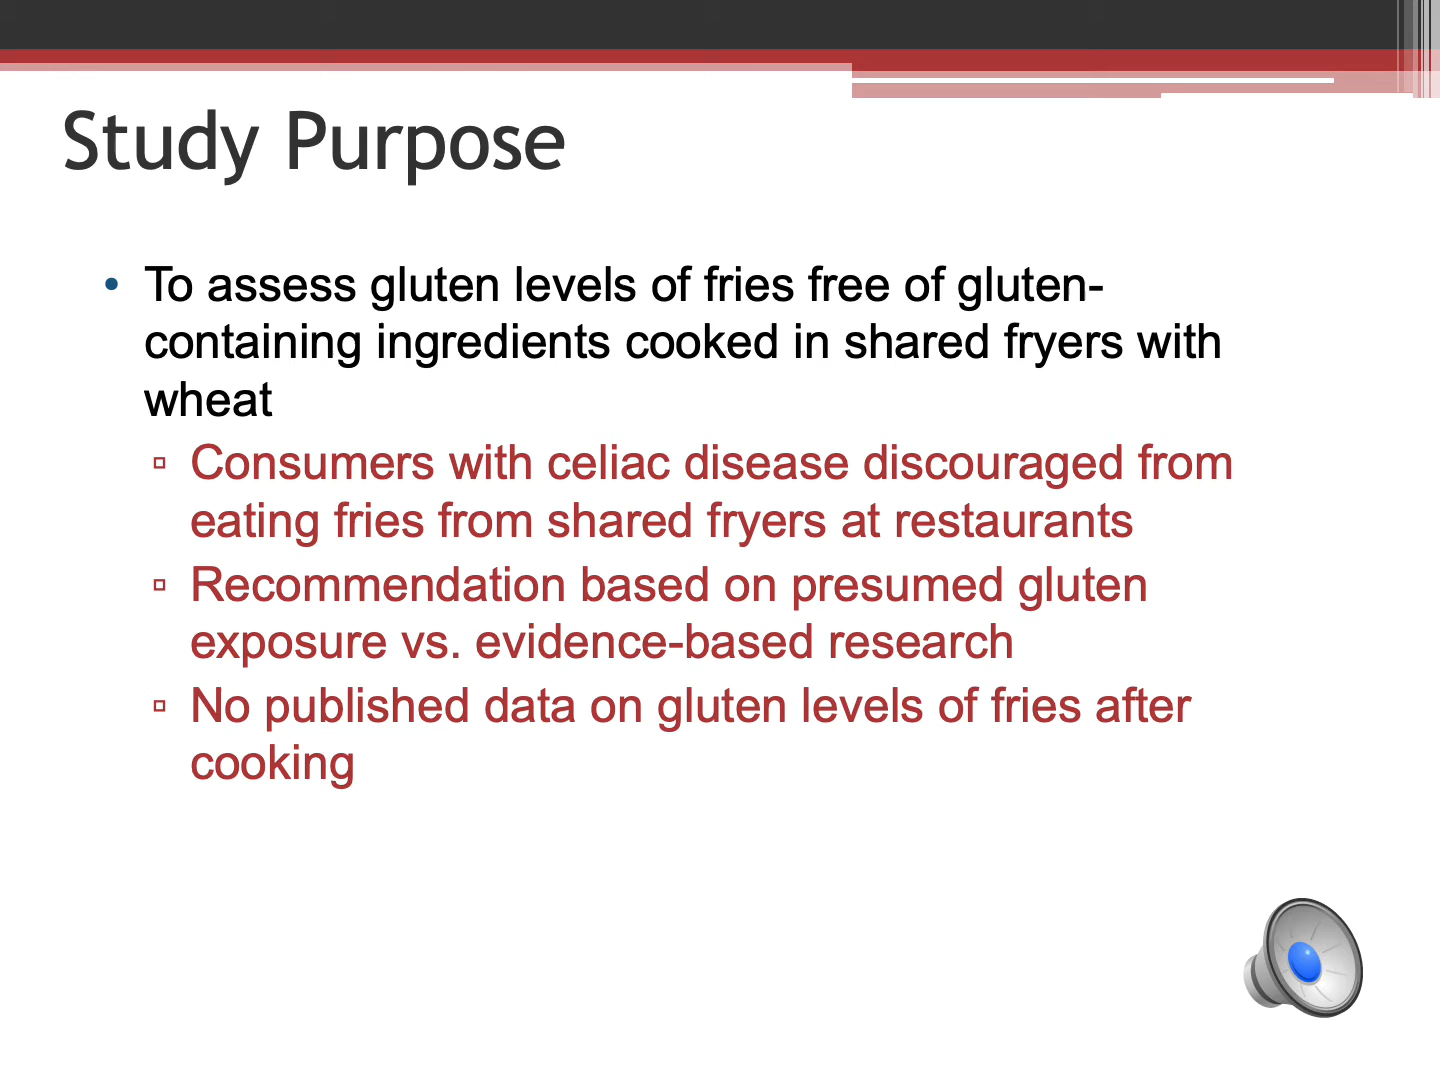 Study Purpose
• To assess gluten levels of fries free of gluten-
containing ingredients cooked in shared fryers with
wheat
▫ Consumers with celiac disease discouraged from
eating fries from shared fryers at restaurants
▫ Recommendation based on presumed gluten
exposure vs. evidence-based research
▫ No published data on gluten levels of fries after
cooking